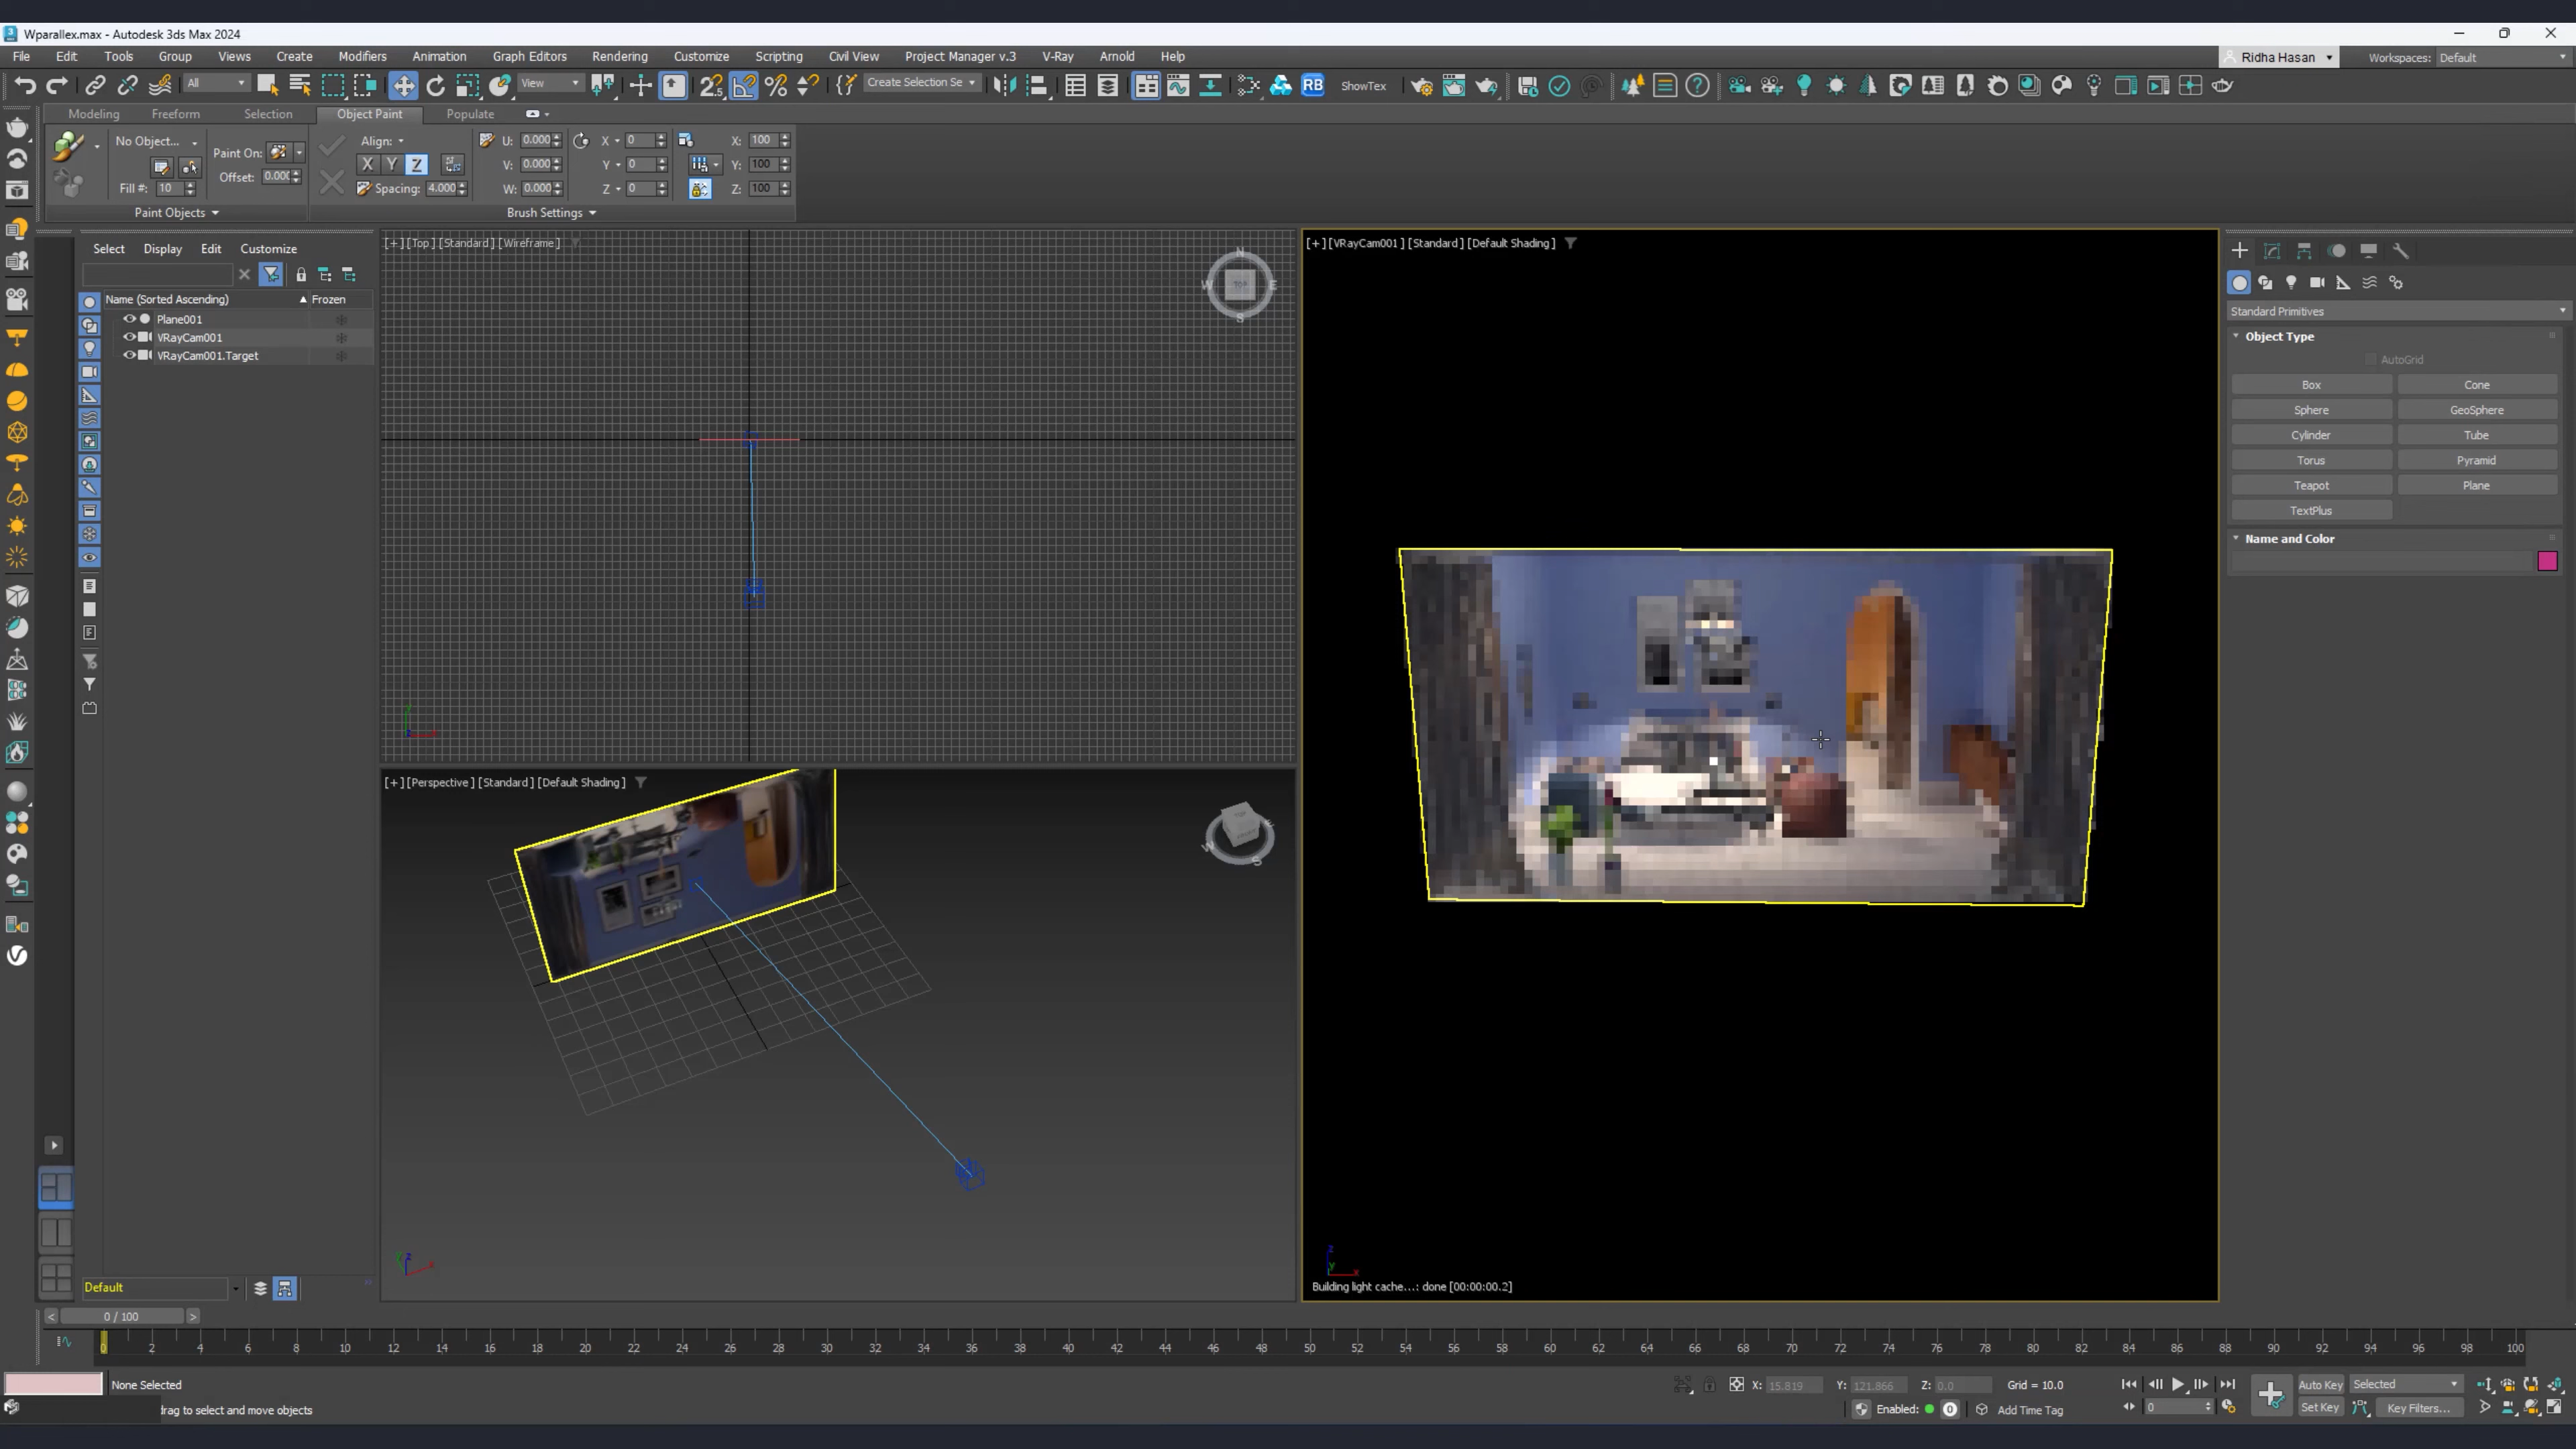 Wparallex.max - Autodesk 3ds Max 2024
File Edit Tools Group Views Create Modifiers Animation Graph Editors Rendering Customize Scripting Civil View Project Manager v.3 V-Ray Arnold Help
Ridha Hasan Workspaces: Default
All View Create Selection Se RB ShowTex
Modeling Freeform Selection Object Paint Populate
No Object... Paint On: Align: U: 0.000 X 0 X: 100
Offset: 0.000 X Y Z V: 0.000 Y 0 Y: 100
Fill #: 10 Spacing: 4.000 W: 0.000 Z 0 Z: 100
Paint Objects Brush Settings
Select Display Edit Customize
Name (Sorted Ascending) Frozen
Plane001
VRayCam001
VRayCam001.Target
[+] [Top] [Standard] [Wireframe]
N
W TOP E
S
[+] [Perspective] [Standard] [Default Shading]
[+] [VRayCam001] [Standard] [Default Shading]
Building light cache...: done [00:00:00.2]
Standard Primitives
Object Type
AutoGrid
Box Cone
Sphere GeoSphere
Cylinder Tube
Torus Pyramid
Teapot Plane
TextPlus
Name and Color
Default
< 0 / 100 >
0 2 4 6 8 10 12 14 16 18 20 22 24 26 28 30 32 34 36 38 40 42 44 46 48 50 52 54 56 58 60 62 64 66 68 70 72 74 76 78 80 82 84 86 88 90 92 94 96 98 100
None Selected
drag to select and move objects
X: 15.819 Y: 121.866 Z: 0.0 Grid = 10.0
Enabled: 0 Add Time Tag
0
Auto Key Selected
Set Key Key Filters...